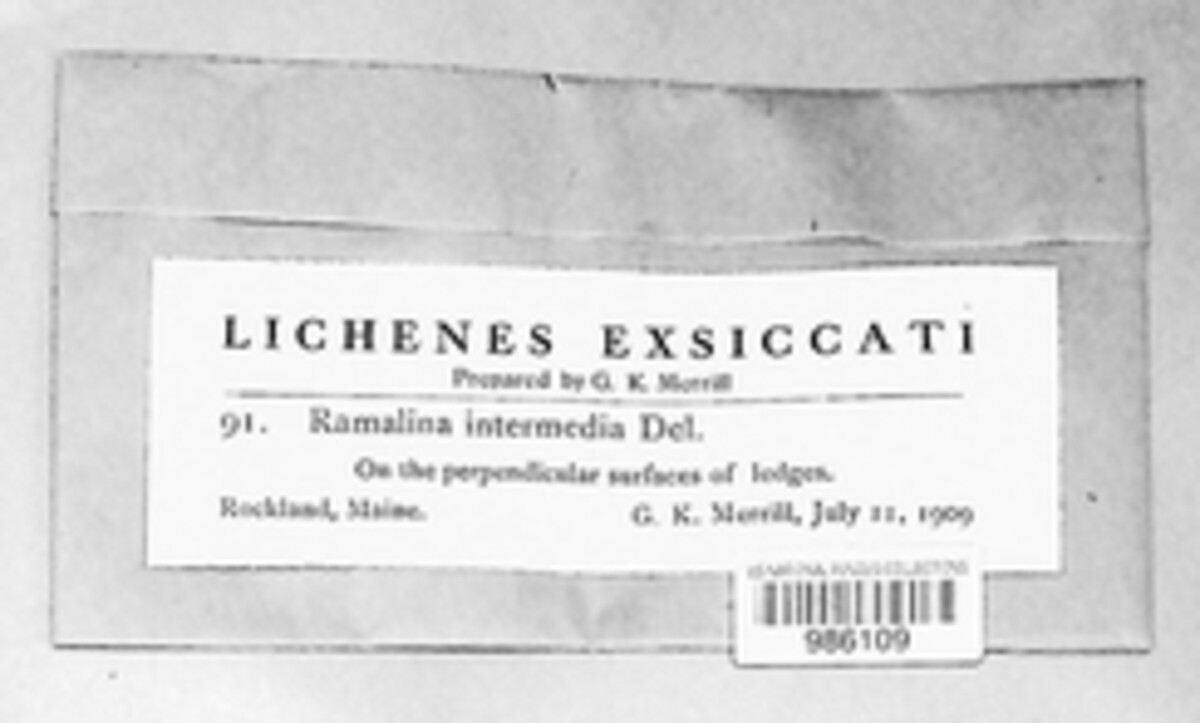 LICHENES EXSICCATI
Prepared by G. K. Merrill
91. Ramalina intermedia Del.
On the perpendicular surfaces of lodges.
Rockland, Maine. G. K. Merrill, July 11, 1909
986109